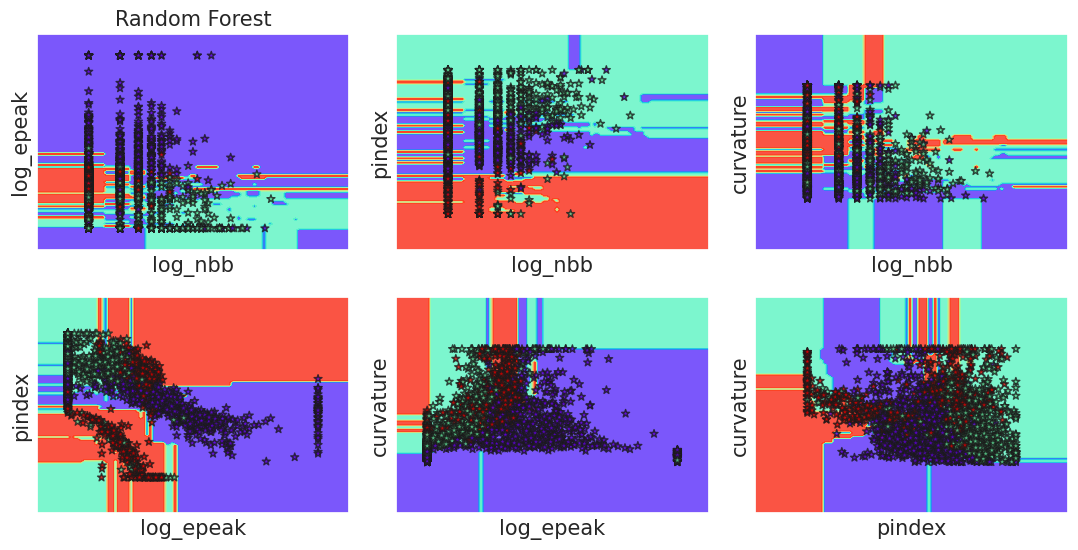 Random Forest
log_epeak
log_nbb
pindex
log_nbb
curvature
log_nbb
pindex
log_epeak
curvature
log_epeak
curvature
pindex